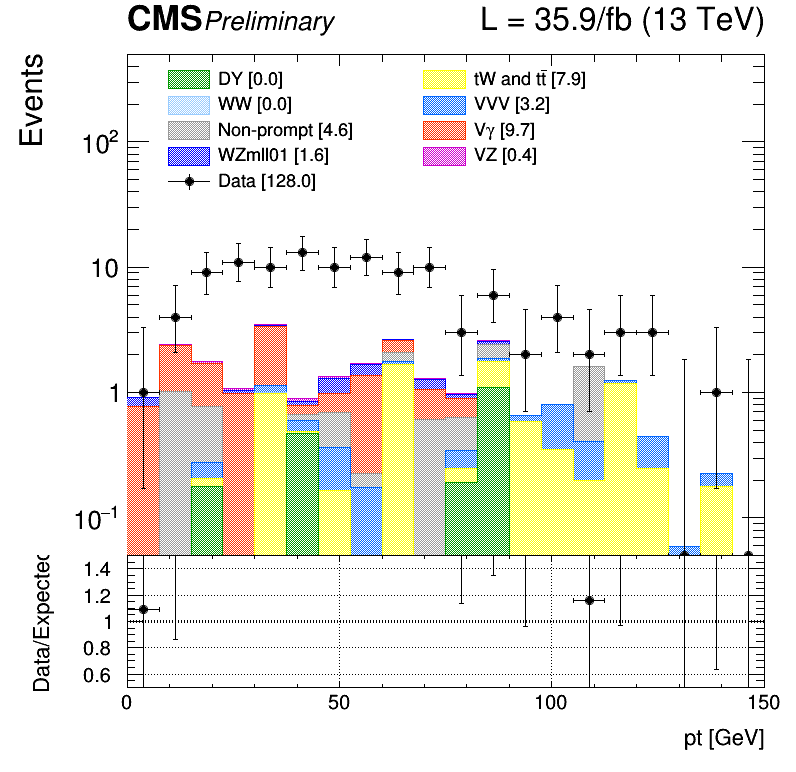 CMS Preliminary L = 35.9/fb (13 TeV)
Events
DY [0.0]
WW [0.0]
Non-prompt [4.6]
WZmll01 [1.6]
Data [128.0]
tW and tt̄ [7.9]
VVV [3.2]
Vγ [9.7]
VZ [0.4]
10²
10
1
10⁻¹
Data/Expected
1.4
1.2
1
0.8
0.6
0 50 100 150
pt [GeV]